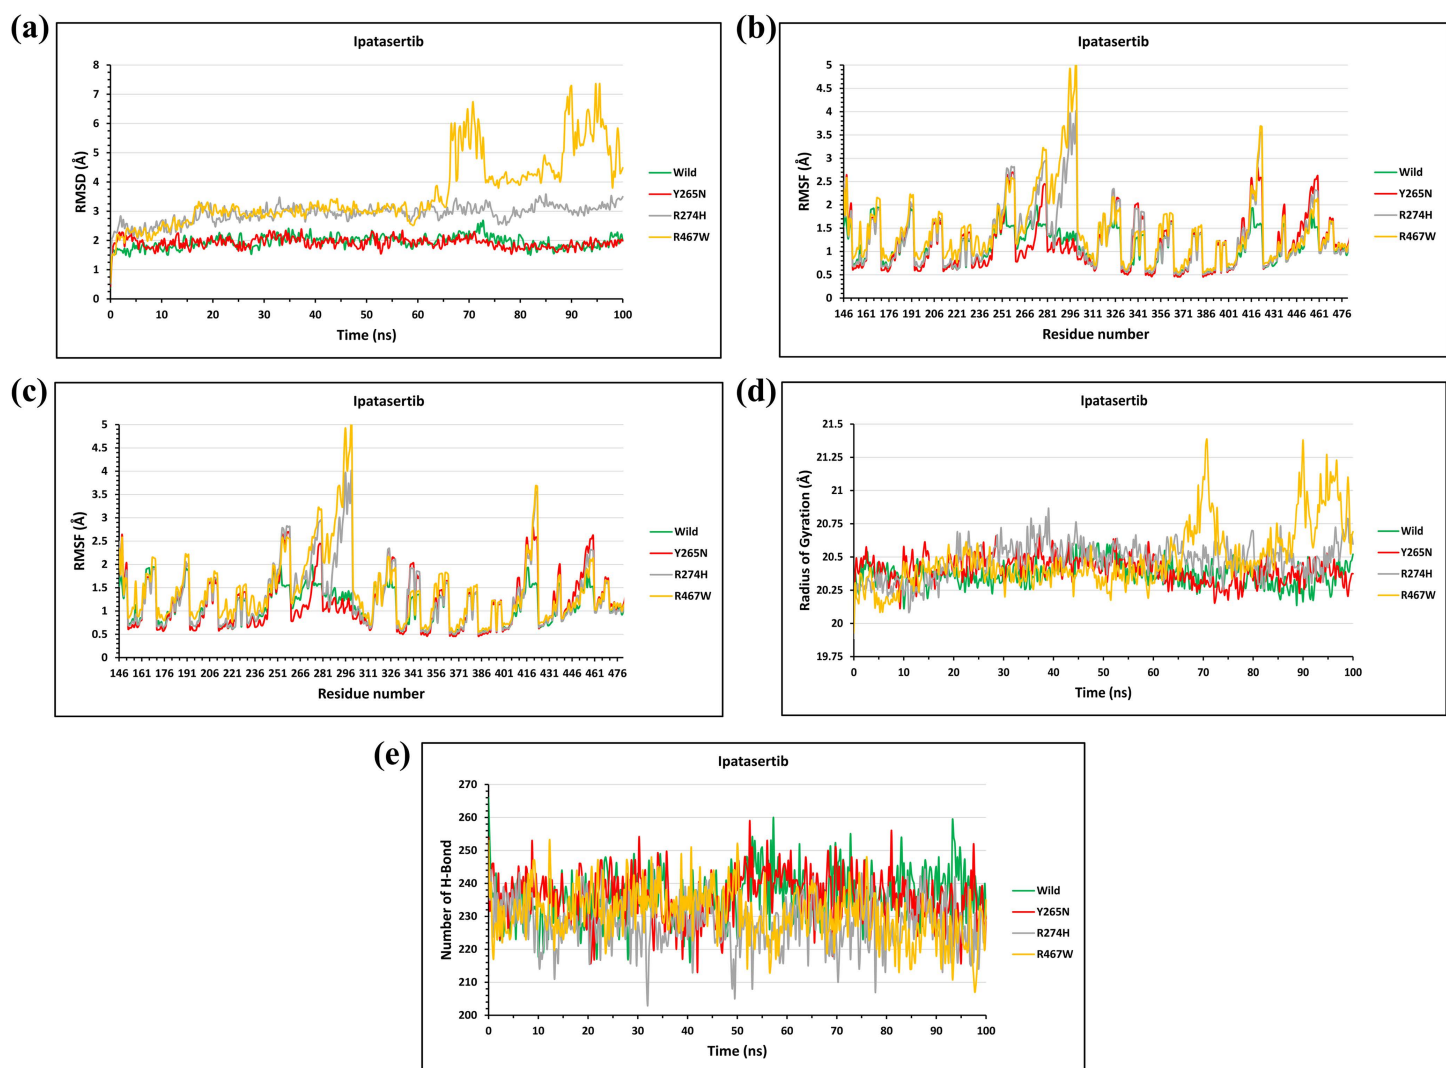 (a)
Ipatasertib
RMSD (Å)
8
7
6
5
4
3
2
1
0
0 10 20 30 40 50 60 70 80 90 100
Time (ns)
Wild
Y265N
R274H
R467W
(b)
Ipatasertib
RMSF (Å)
5
4.5
4
3.5
3
2.5
2
1.5
1
0.5
0
146 161 176 191 206 221 236 251 266 281 296 311 326 341 356 371 386 401 416 431 446 461 476
Residue number
Wild
Y265N
R274H
R467W
(c)
Ipatasertib
RMSF (Å)
5
4.5
4
3.5
3
2.5
2
1.5
1
0.5
0
146 161 176 191 206 221 236 251 266 281 296 311 326 341 356 371 386 401 416 431 446 461 476
Residue number
Wild
Y265N
R274H
R467W
(d)
Ipatasertib
Radius of Gyration (Å)
21.5
21.25
21
20.75
20.5
20.25
20
19.75
0 10 20 30 40 50 60 70 80 90 100
Time (ns)
Wild
Y265N
R274H
R467W
(e)
Ipatasertib
Number of H-Bond
270
260
250
240
230
220
210
200
0 10 20 30 40 50 60 70 80 90 100
Time (ns)
Wild
Y265N
R274H
R467W